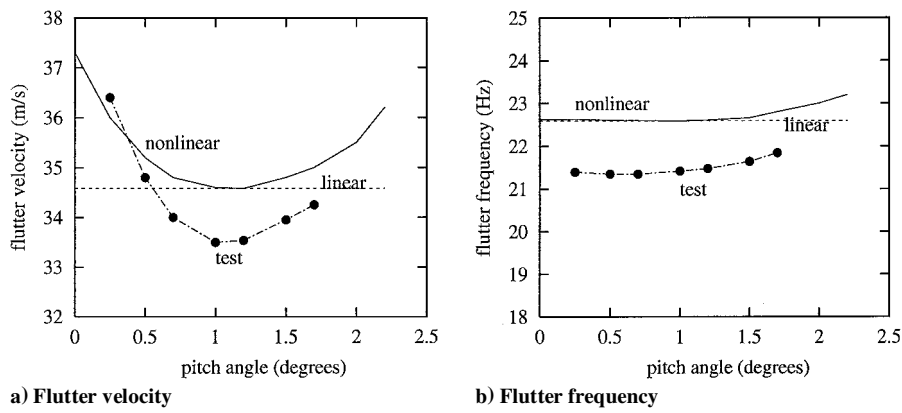 38
37
36
35
34
33
32
flutter velocity (m/s)
nonlinear
linear
test
0
0.5
1
1.5
2
2.5
pitch angle (degrees)
a) Flutter velocity
25
24
23
22
21
20
19
18
flutter frequency (Hz)
nonlinear
linear
test
0
0.5
1
1.5
2
2.5
pitch angle (degrees)
b) Flutter frequency